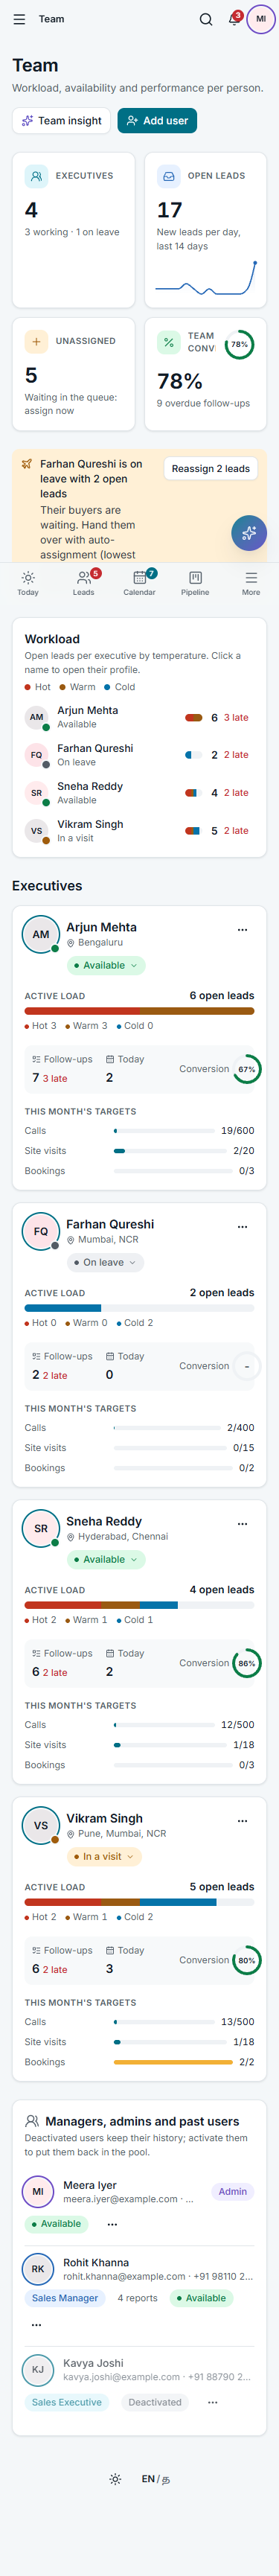 Team
3
MI
Team
Workload, availability and performance per person.
Team insight
Add user
EXECUTIVES
4
3 working · 1 on leave
OPEN LEADS
17
New leads per day,
last 14 days
UNASSIGNED
5
Waiting in the queue:
assign now
TEAM
78%
78%
9 overdue follow-ups
Farhan Qureshi is on
leave with 2 open
leads
Reassign 2 leads
Their buyers are
waiting. Hand them
over with auto-
assignment (lowest
Today
5
Leads
7
Calendar
Pipeline
More
Workload
Open leads per executive by temperature. Click a
name to open their profile.
Hot
Warm
Cold
AM
Arjun Mehta
Available
6
3 late
FQ
Farhan Qureshi
On leave
2
2 late
SR
Sneha Reddy
Available
4
2 late
VS
Vikram Singh
In a visit
5
2 late
Executives
AM
Arjun Mehta
Bengaluru
Available
ACTIVE LOAD
6 open leads
Hot 3
Warm 3
Cold 0
Follow-ups
7 3 late
Today
2
Conversion
67%
THIS MONTH'S TARGETS
Calls
19/600
Site visits
2/20
Bookings
0/3
FQ
Farhan Qureshi
Mumbai, NCR
On leave
ACTIVE LOAD
2 open leads
Hot 0
Warm 0
Cold 2
Follow-ups
2 2 late
Today
0
Conversion
-
THIS MONTH'S TARGETS
Calls
2/400
Site visits
0/15
Bookings
0/2
SR
Sneha Reddy
Hyderabad, Chennai
Available
ACTIVE LOAD
4 open leads
Hot 2
Warm 1
Cold 1
Follow-ups
6 2 late
Today
2
Conversion
86%
THIS MONTH'S TARGETS
Calls
12/500
Site visits
1/18
Bookings
0/3
VS
Vikram Singh
Pune, Mumbai, NCR
In a visit
ACTIVE LOAD
5 open leads
Hot 2
Warm 1
Cold 2
Follow-ups
6 2 late
Today
3
Conversion
80%
THIS MONTH'S TARGETS
Calls
13/500
Site visits
1/18
Bookings
2/2
Managers, admins and past users
Deactivated users keep their history; activate them
to put them back in the pool.
MI
Meera Iyer
meera.iyer@example.com · ...
Admin
Available
RK
Rohit Khanna
rohit.khanna@example.com · +91 98110 2...
Sales Manager
4 reports
Available
KJ
Kavya Joshi
kavya.joshi@example.com · +91 88790 2...
Sales Executive
Deactivated
EN / த